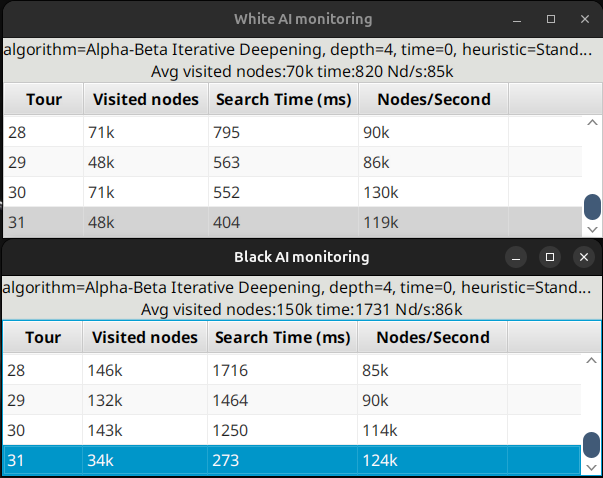 White AI monitoring
algorithm=Alpha-Beta Iterative Deepening, depth=4, time=0, heuristic=Stand...
Avg visited nodes:70k time:820 Nd/s:85k
Tour Visited nodes Search Time (ms) Nodes/Second
28 71k 795 90k
29 48k 563 86k
30 71k 552 130k
31 48k 404 119k
Black AI monitoring
algorithm=Alpha-Beta Iterative Deepening, depth=4, time=0, heuristic=Stand...
Avg visited nodes:150k time:1731 Nd/s:86k
Tour Visited nodes Search Time (ms) Nodes/Second
28 146k 1716 85k
29 132k 1464 90k
30 143k 1250 114k
31 34k 273 124k